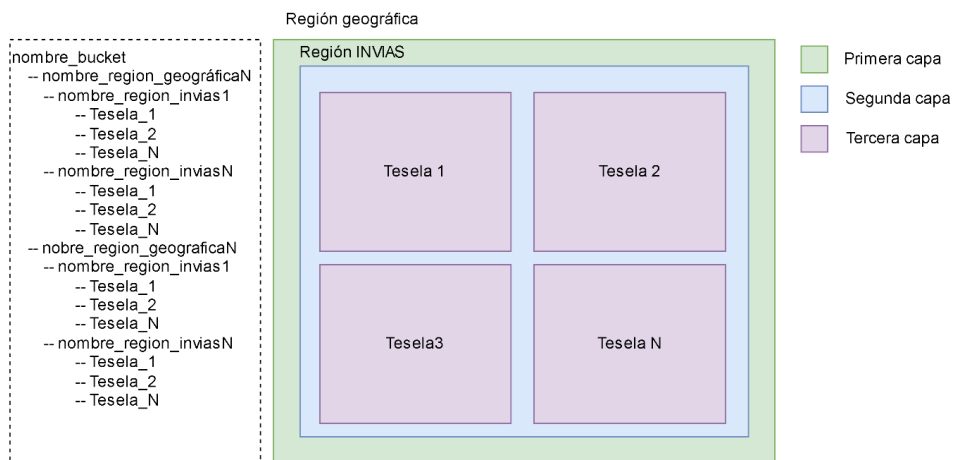 Región geográfica
nombre_bucket
-- nombre_region_geográficaN
-- nombre_region_invias1
-- Tesela_1
-- Tesela_2
-- Tesela_N
-- nombre_region_inviasN
-- Tesela_1
-- Tesela_2
-- Tesela_N
-- nobre_region_geograficaN
-- nombre_region_invias1
-- Tesela_1
-- Tesela_2
-- Tesela_N
-- nombre_region_inviasN
-- Tesela_1
-- Tesela_2
-- Tesela_N
Región INVIAS
Tesela 1
Tesela 2
Tesela3
Tesela N
Primera capa
Segunda capa
Tercera capa